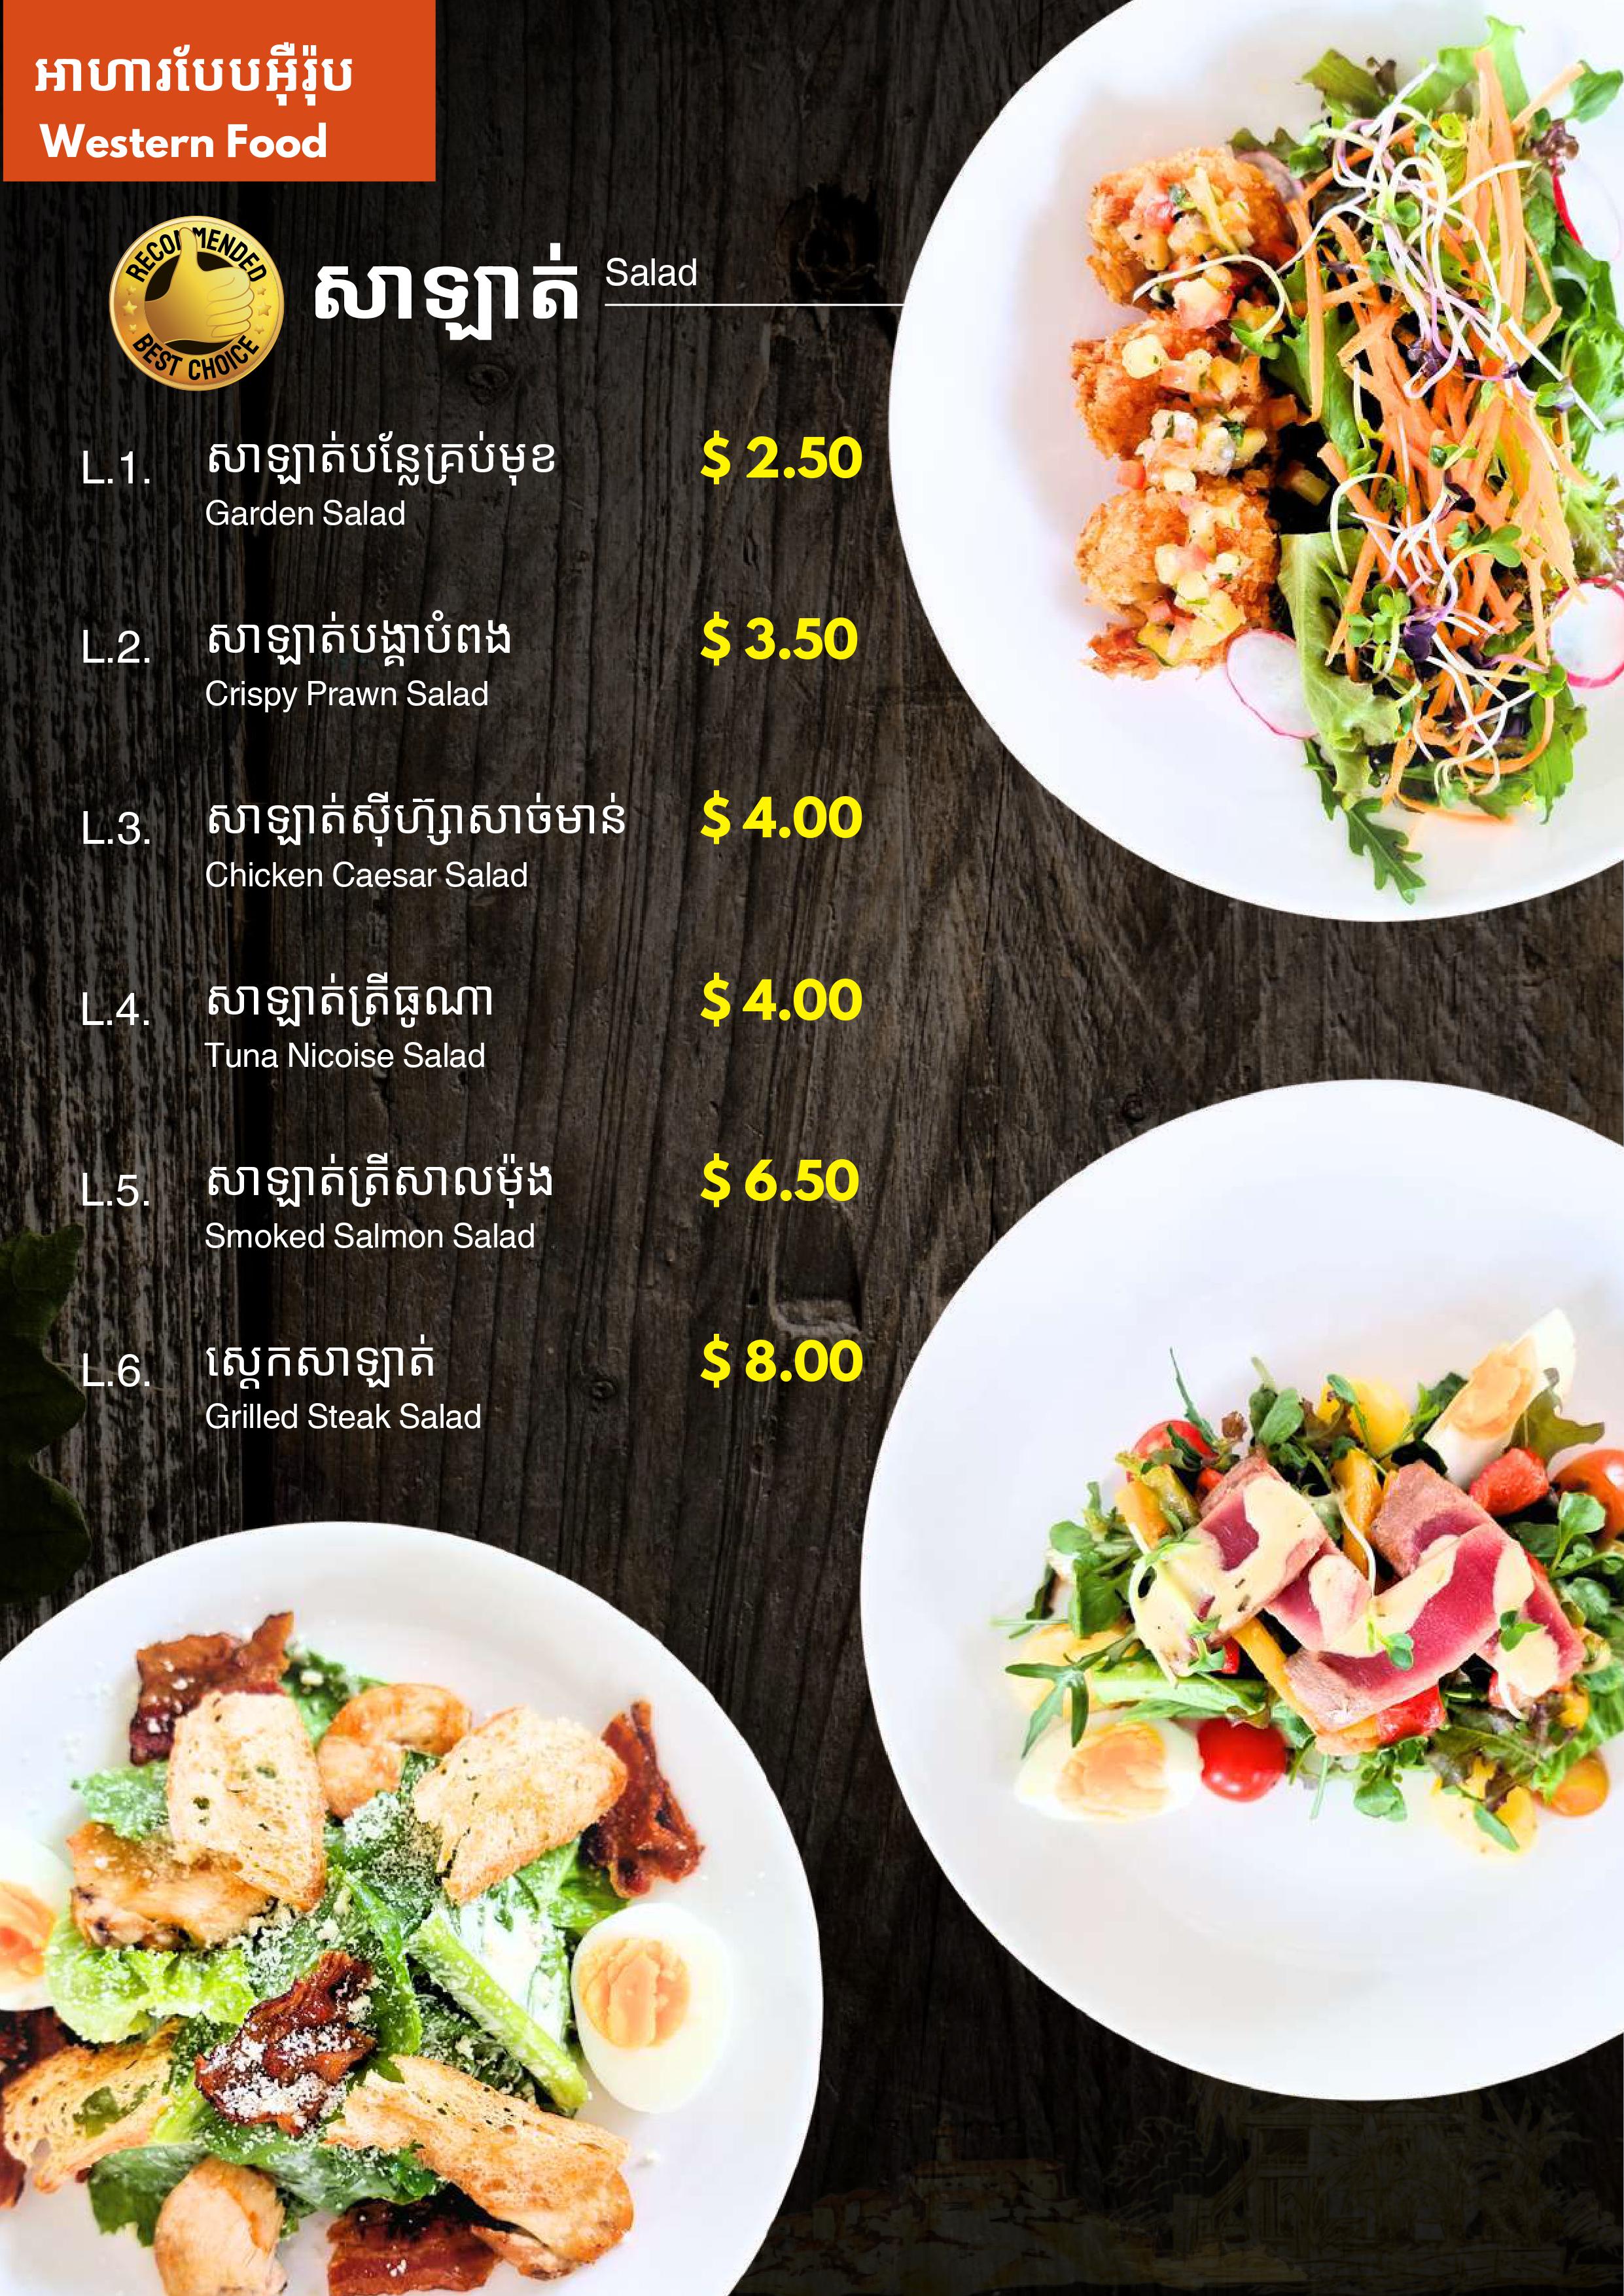 អាហារបែបអ៊ឺរ៉ុប
Western Food
RECOMMENDED
BEST CHOICE
សាឡាត់ Salad
L.1. សាឡាត់បន្លែគ្រប់មុខ $ 2.50
Garden Salad
L.2. សាឡាត់បង្គាបំពង $ 3.50
Crispy Prawn Salad
L.3. សាឡាត់ស៊ីហ៊្សាសាច់មាន់ $ 4.00
Chicken Caesar Salad
L.4. សាឡាត់ត្រីធូណា $ 4.00
Tuna Nicoise Salad
L.5. សាឡាត់ត្រីសាលម៉ុង $ 6.50
Smoked Salmon Salad
L.6. ស្តេកសាឡាត់ $ 8.00
Grilled Steak Salad